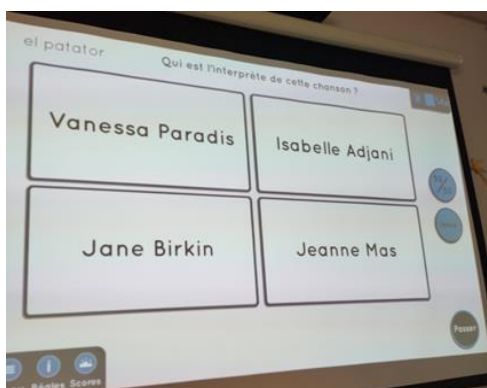 el patator
Qui est l'interprète de cette chanson ?
Vanessa Paradis
Isabelle Adjani
Jane Birkin
Jeanne Mas
Passer
Règles Scores